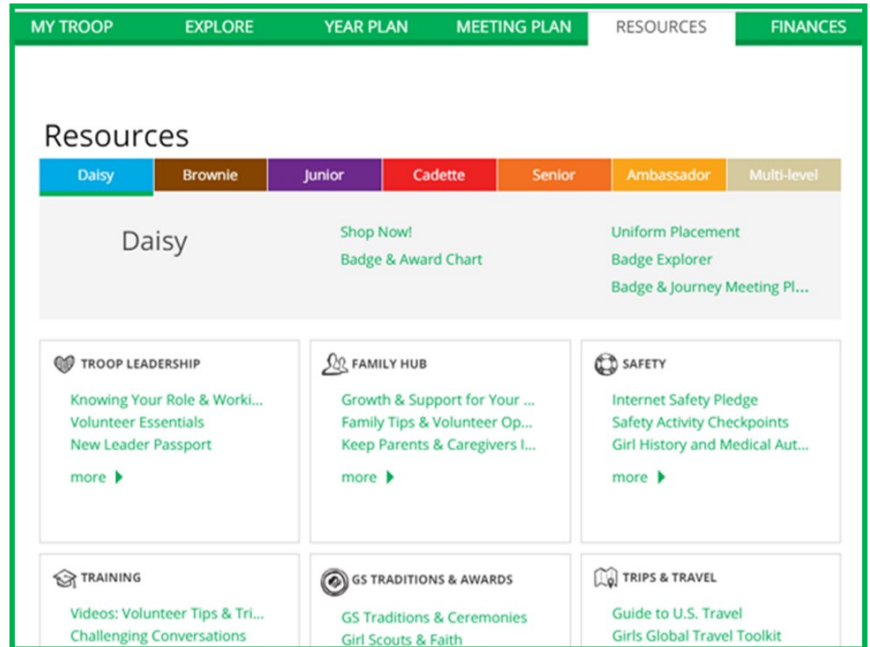 MY TROOP EXPLORE YEAR PLAN MEETING PLAN RESOURCES FINANCES
Resources
Daisy Brownie Junior Cadette Senior Ambassador Multi-level
Daisy
Shop Now!
Badge & Award Chart
Uniform Placement
Badge Explorer
Badge & Journey Meeting Pl...
TROOP LEADERSHIP
Knowing Your Role & Worki...
Volunteer Essentials
New Leader Passport
more
FAMILY HUB
Growth & Support for Your ...
Family Tips & Volunteer Op...
Keep Parents & Caregivers I...
more
SAFETY
Internet Safety Pledge
Safety Activity Checkpoints
Girl History and Medical Aut...
more
TRAINING
Videos: Volunteer Tips & Tri...
Challenging Conversations
GS TRADITIONS & AWARDS
GS Traditions & Ceremonies
Girl Scouts & Faith
TRIPS & TRAVEL
Guide to U.S. Travel
Girls Global Travel Toolkit